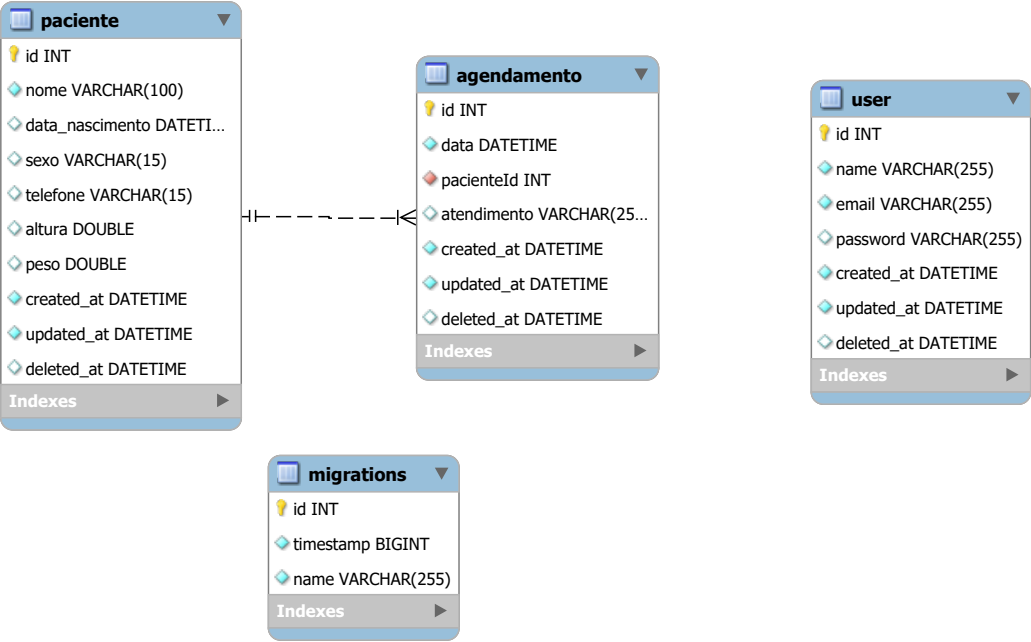 paciente
id INT
nome VARCHAR(100)
data_nascimento DATETI...
sexo VARCHAR(15)
telefone VARCHAR(15)
altura DOUBLE
peso DOUBLE
created_at DATETIME
updated_at DATETIME
deleted_at DATETIME
Indexes
agendamento
id INT
data DATETIME
pacienteId INT
atendimento VARCHAR(25...
created_at DATETIME
updated_at DATETIME
deleted_at DATETIME
Indexes
user
id INT
name VARCHAR(255)
email VARCHAR(255)
password VARCHAR(255)
created_at DATETIME
updated_at DATETIME
deleted_at DATETIME
Indexes
migrations
id INT
timestamp BIGINT
name VARCHAR(255)
Indexes